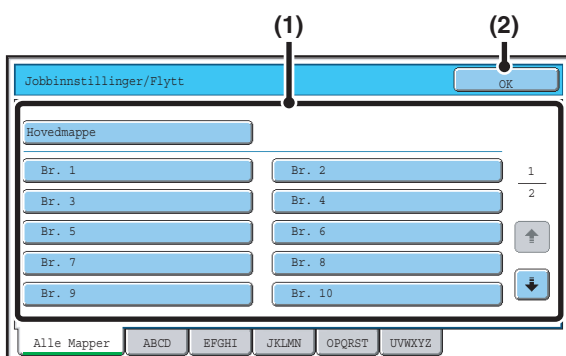 (1) (2)
Jobbinnstillinger/Flytt OK
Hovedmappe
Br. 1 Br. 2
1
2
Br. 3 Br. 4
Br. 5 Br. 6
Br. 7 Br. 8
Br. 9 Br. 10
Alle Mapper ABCD EFGHI JKLMN OPQRST UVWXYZ